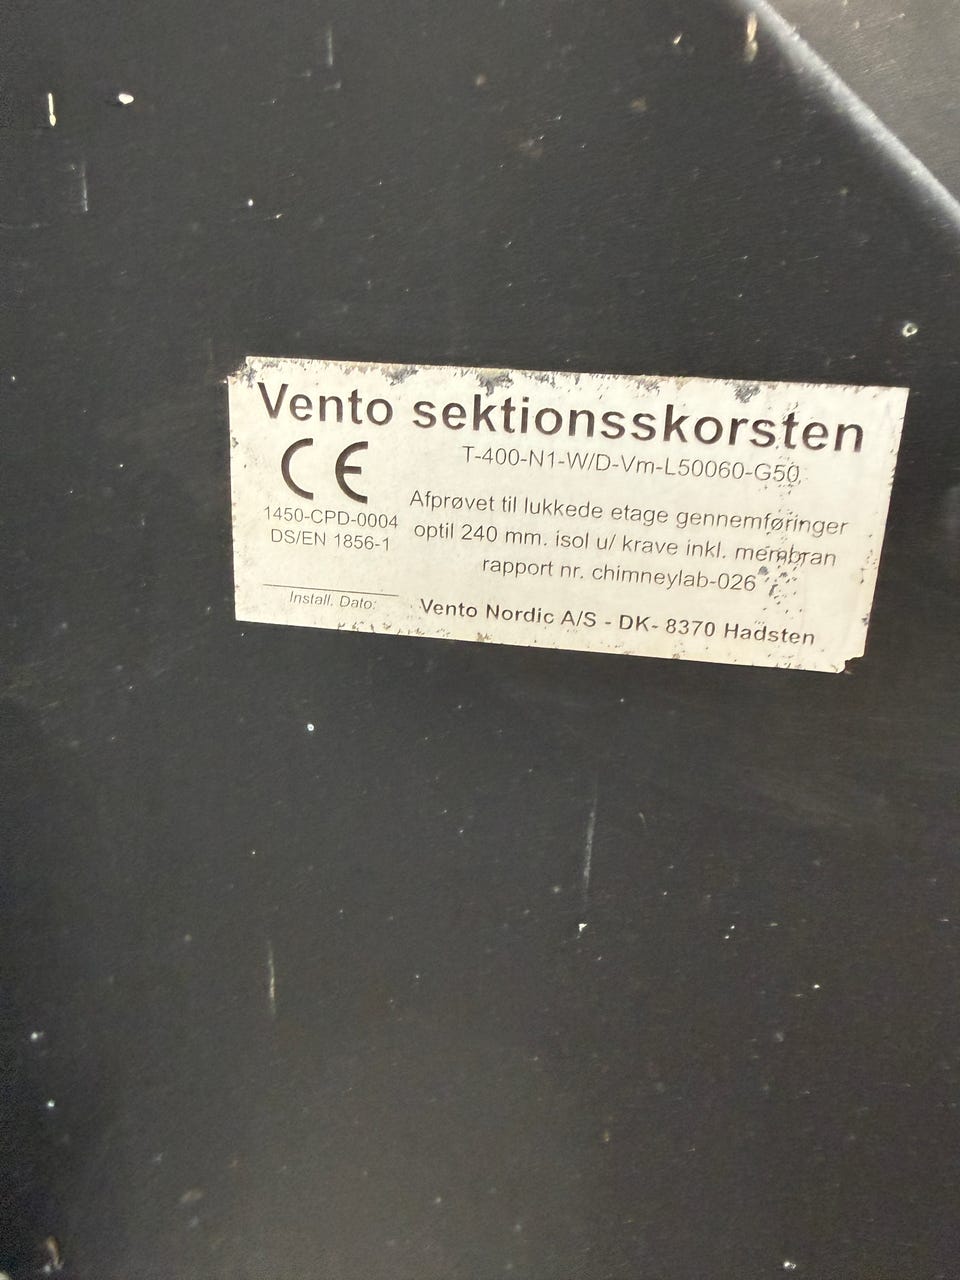 Vento sektionsskorsten
T-400-N1-W/D-Vm-L50060-G50
CE
1450-CPD-0004
DS/EN 1856-1
Afprøvet til lukkede etage gennemføringer
optil 240 mm. isol u/ krave inkl. membran
rapport nr. chimneylab-026
Install. Dato:
Vento Nordic A/S - DK- 8370 Hadsten